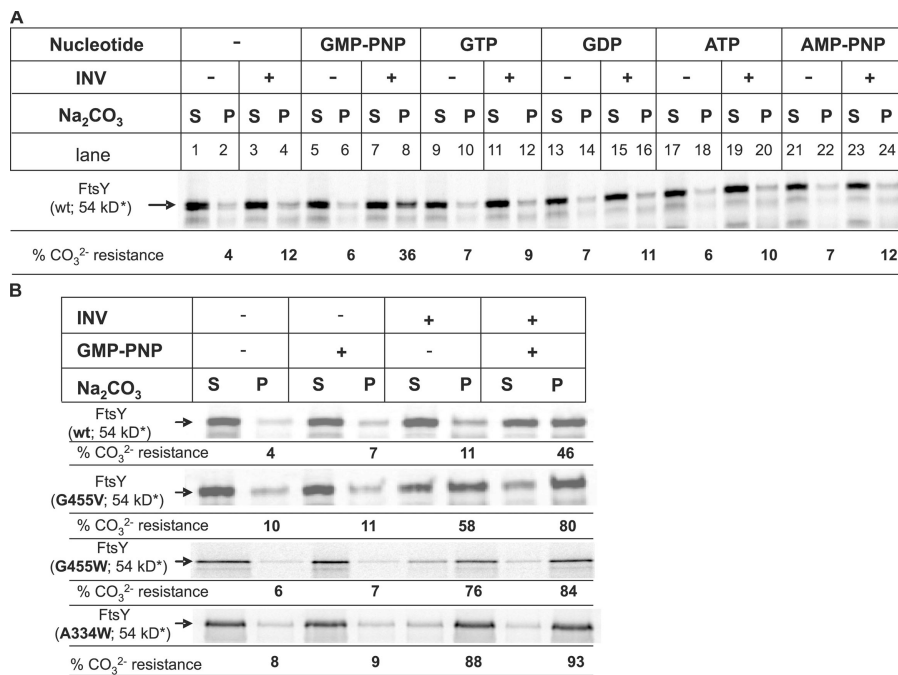 A
Nucleotide - GMP-PNP GTP GDP ATP AMP-PNP
INV - + - + - + - + - + - +
Na₂CO₃ S P S P S P S P S P S P S P S P S P S P S P S P
lane 1 2 3 4 5 6 7 8 9 10 11 12 13 14 15 16 17 18 19 20 21 22 23 24
FtsY
(wt; 54 kD*)
% CO₃²⁻ resistance 4 12 6 36 7 9 7 11 6 10 7 12
B
INV - - + +
GMP-PNP - + - +
Na₂CO₃ S P S P S P S P
FtsY
(wt; 54 kD*)
% CO₃²⁻ resistance 4 7 11 46
FtsY
(G455V; 54 kD*)
% CO₃²⁻ resistance 10 11 58 80
FtsY
(G455W; 54 kD*)
% CO₃²⁻ resistance 6 7 76 84
FtsY
(A334W; 54 kD*)
% CO₃²⁻ resistance 8 9 88 93